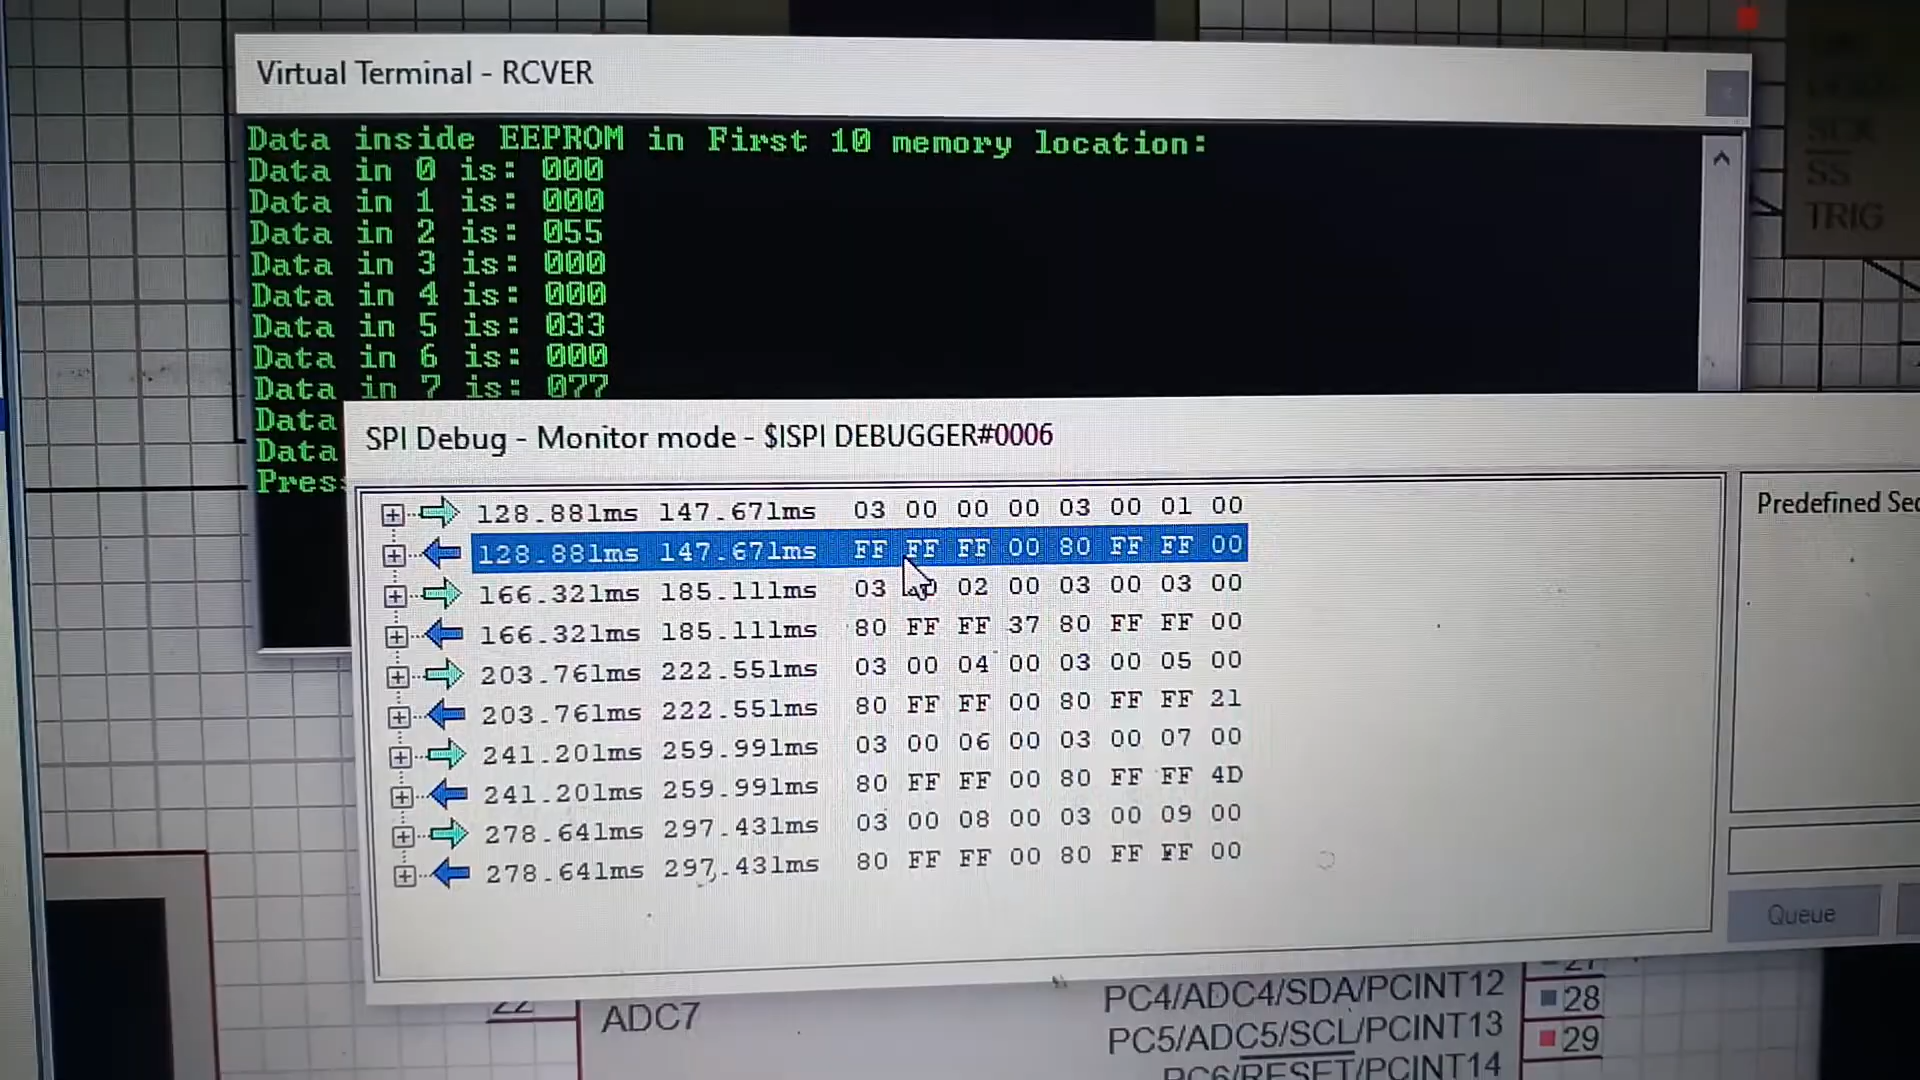 Virtual Terminal - RCVER
Data inside EEPROM in First 10 memory location:
Data in 0 is: 000
Data in 1 is: 000
Data in 2 is: 055
Data in 3 is: 000
Data in 4 is: 000
Data in 5 is: 033
Data in 6 is: 000
Data in 7 is: 077
Data
Data
Pres
SPI Debug - Monitor mode - $ISPI DEBUGGER#0006
128.881ms 147.671ms 03 00 00 00 03 00 01 00
128.881ms 147.671ms FF FF FF 00 80 FF FF 00
166.321ms 185.111ms 03 02 00 03 00 03 00
166.321ms 185.111ms 80 FF FF 37 80 FF FF 00
203.761ms 222.551ms 03 00 04 00 03 00 05 00
203.761ms 222.551ms 80 FF FF 00 80 FF FF 21
241.201ms 259.991ms 03 00 06 00 03 00 07 00
241.201ms 259.991ms 80 FF FF 00 80 FF FF 4D
278.641ms 297.431ms 03 00 08 00 03 00 09 00
278.641ms 297.431ms 80 FF FF 00 80 FF FF 00
Predefined Sec
Queue
SCK
SS
TRIG
22
ADC7
PC4/ADC4/SDA/PCINT12
PC5/ADC5/SCL/PCINT13
PC6/RESET/PCINT14
27
28
29